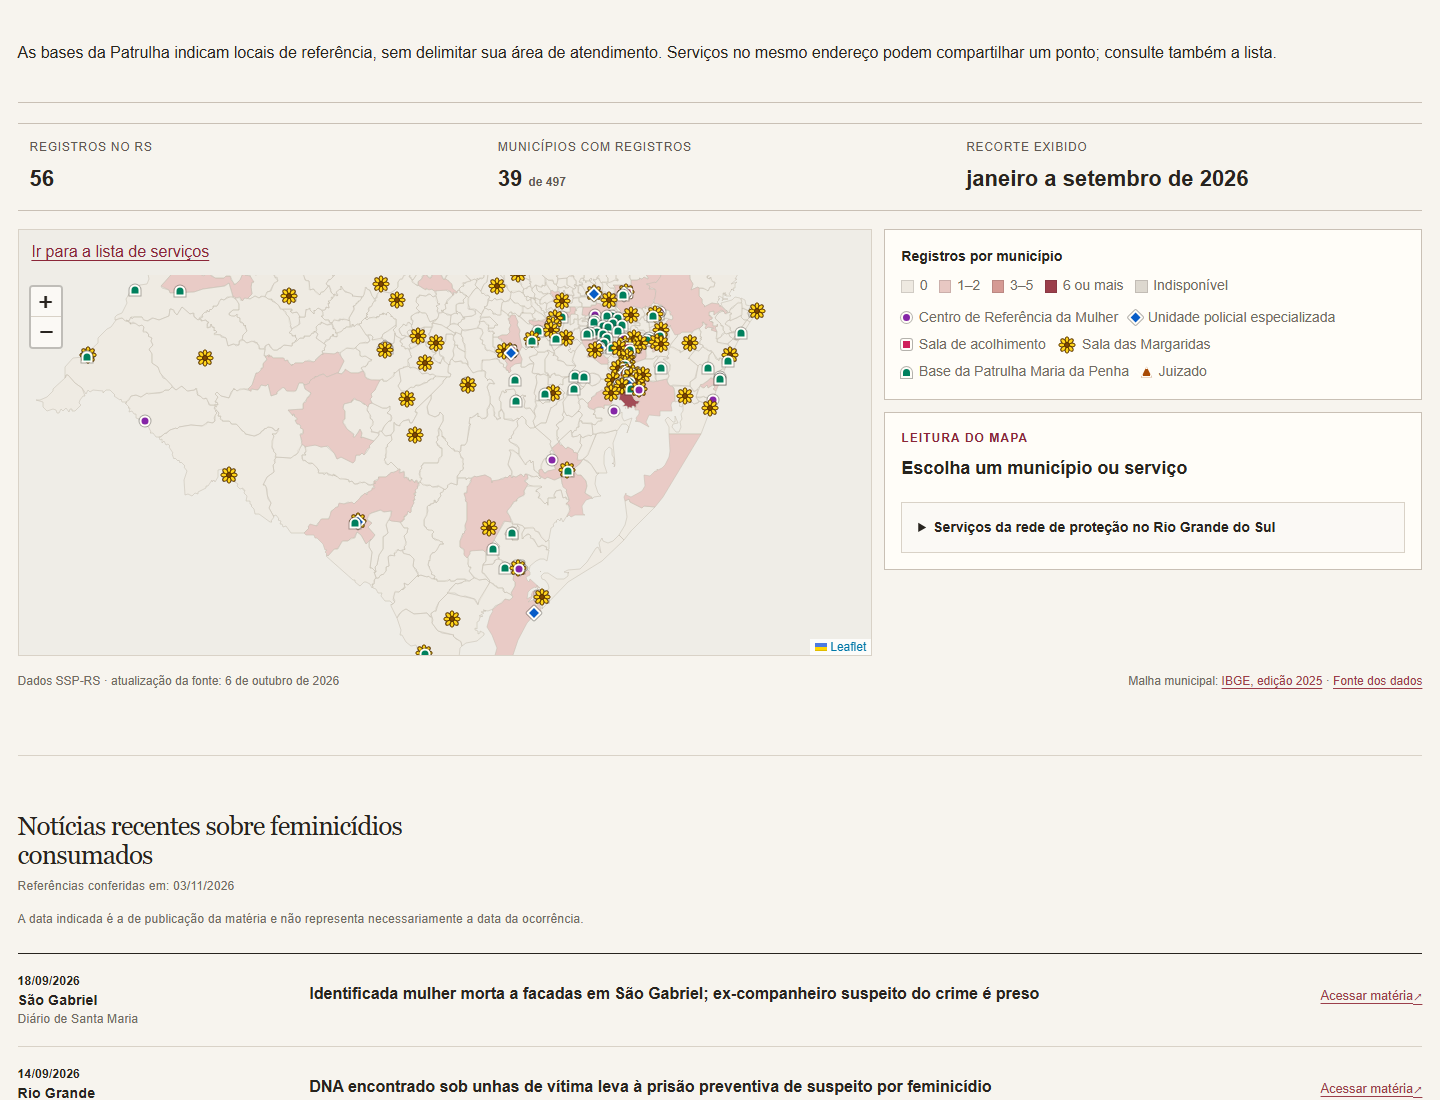 As bases da Patrulha indicam locais de referência, sem delimitar sua área de atendimento. Serviços no mesmo endereço podem compartilhar um ponto; consulte também a lista.
REGISTROS NO RS
56
MUNICÍPIOS COM REGISTROS
39 de 497
RECORTE EXIBIDO
janeiro a setembro de 2026
Ir para a lista de serviços
+
−
Leaflet
Registros por município
0 1–2 3–5 6 ou mais Indisponível
Centro de Referência da Mulher Unidade policial especializada
Sala de acolhimento Sala das Margaridas
Base da Patrulha Maria da Penha Juizado
LEITURA DO MAPA
Escolha um município ou serviço
Serviços da rede de proteção no Rio Grande do Sul
Dados SSP-RS · atualização da fonte: 6 de outubro de 2026
Malha municipal: IBGE, edição 2025 · Fonte dos dados
Notícias recentes sobre feminicídios
consumados
Referências conferidas em: 03/11/2026
A data indicada é a de publicação da matéria e não representa necessariamente a data da ocorrência.
18/09/2026
São Gabriel
Diário de Santa Maria
Identificada mulher morta a facadas em São Gabriel; ex-companheiro suspeito do crime é preso
Acessar matéria↗
14/09/2026
Rio Grande
DNA encontrado sob unhas de vítima leva à prisão preventiva de suspeito por feminicídio
Acessar matéria↗